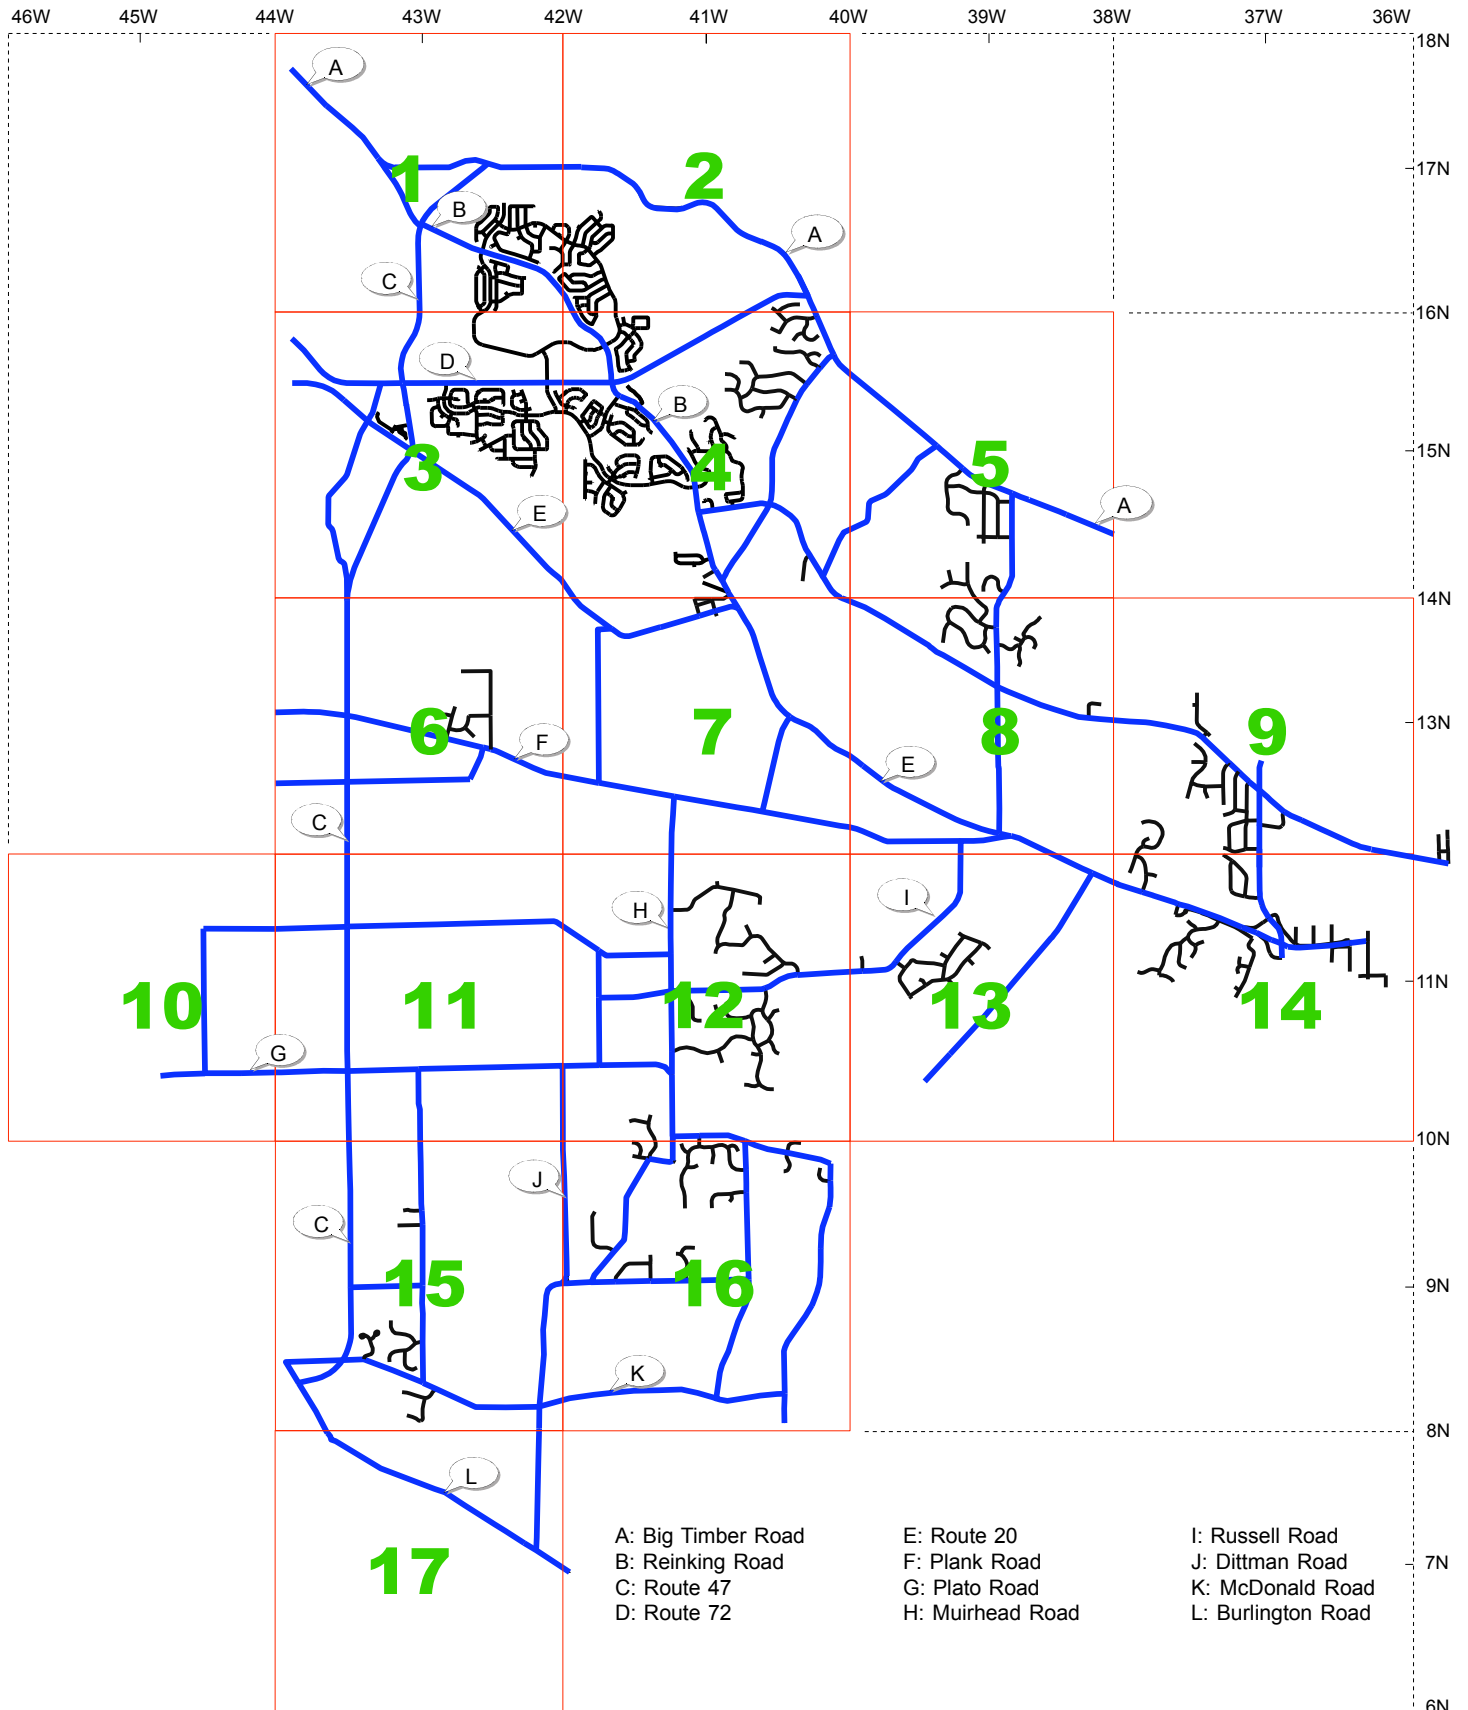 46W 45W 44W 43W 42W 41W 40W 39W 38W 37W 36W
18N
A
1 2 17N
B
A
C
16N
D
B
3 4 5 15N
E A
14N
6 7 8 9 13N
F
E
C
H I
10 11 12 13 14 11N
G
10N
J
C
15 16 9N
K
8N
L
A: Big Timber Road E: Route 20 I: Russell Road
B: Reinking Road F: Plank Road J: Dittman Road
17 7N
C: Route 47 G: Plato Road K: McDonald Road
D: Route 72 H: Muirhead Road L: Burlington Road
6N